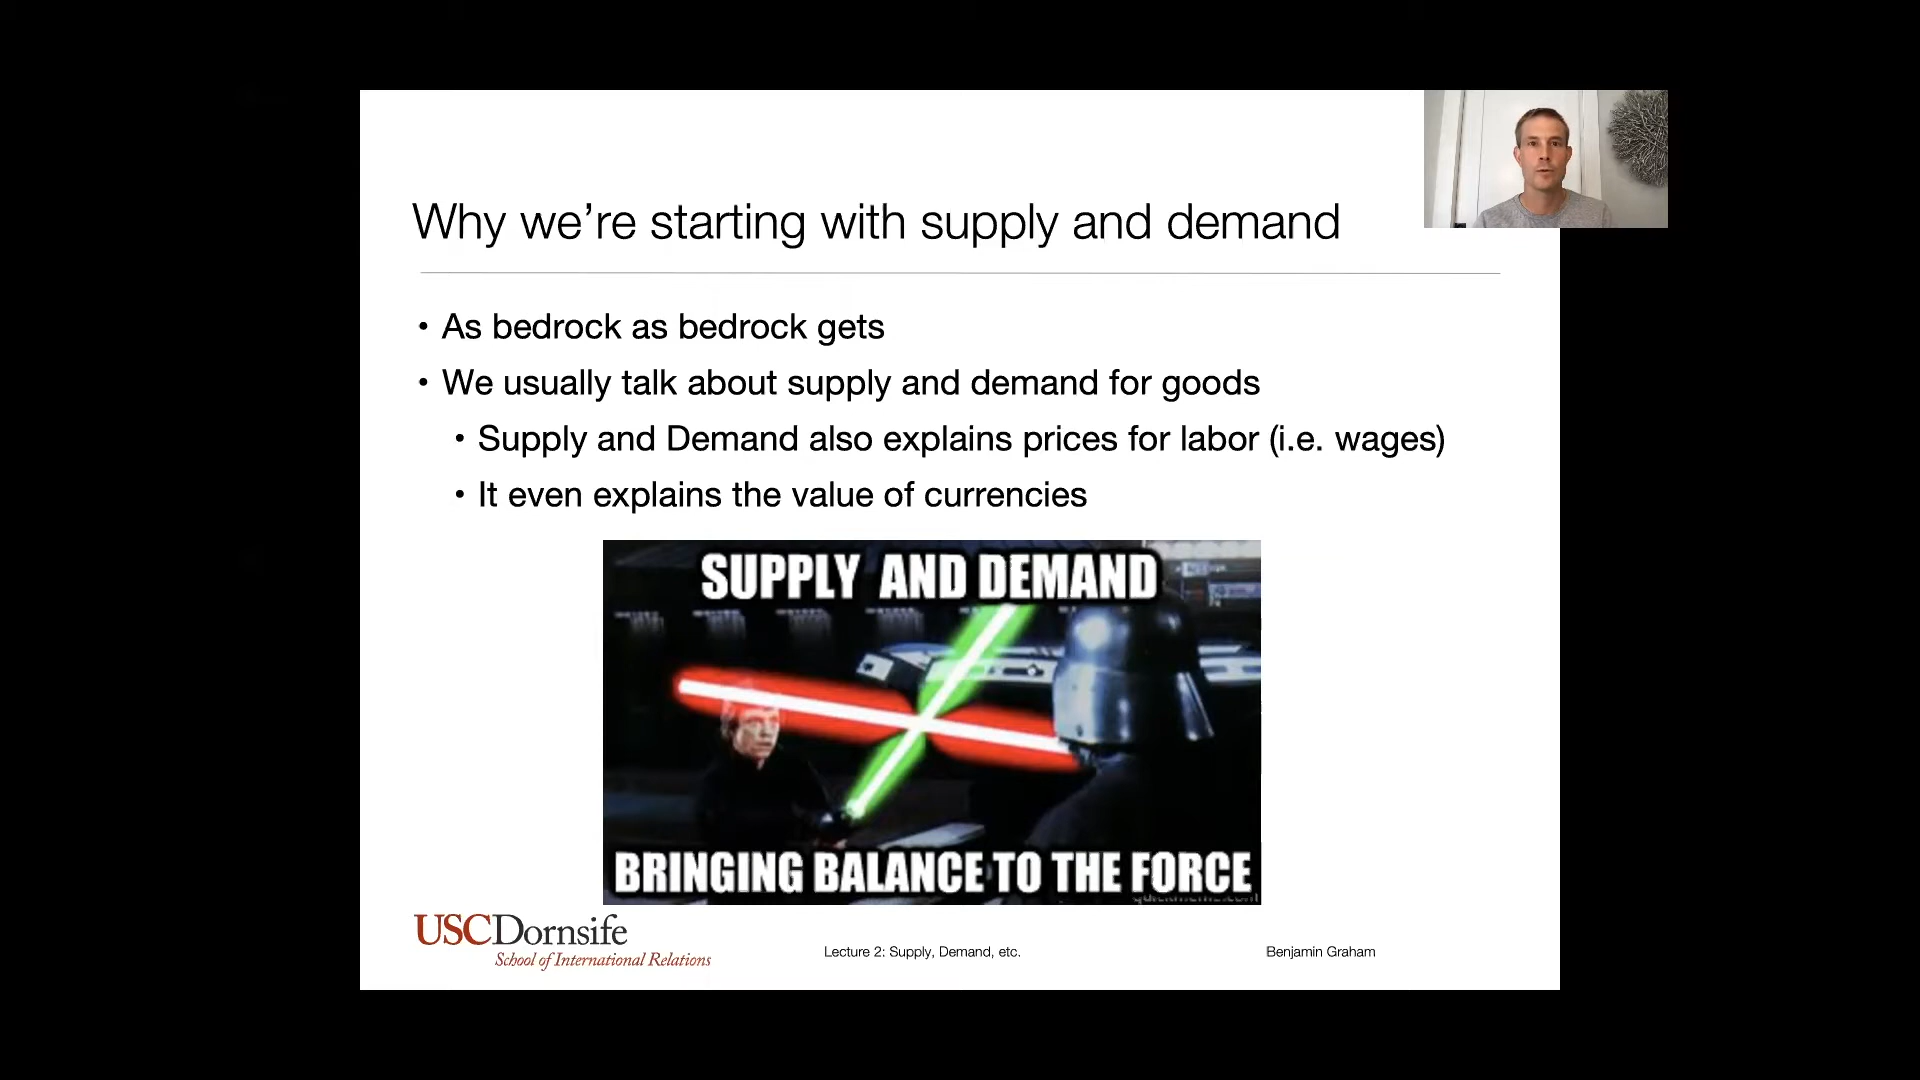 Why we’re starting with supply and demand
• As bedrock as bedrock gets
• We usually talk about supply and demand for goods
• Supply and Demand also explains prices for labor (i.e. wages)
• It even explains the value of currencies
SUPPLY AND DEMAND
BRINGING BALANCE TO THE FORCE
USCDornsife
School of International Relations
Lecture 2: Supply, Demand, etc.
Benjamin Graham